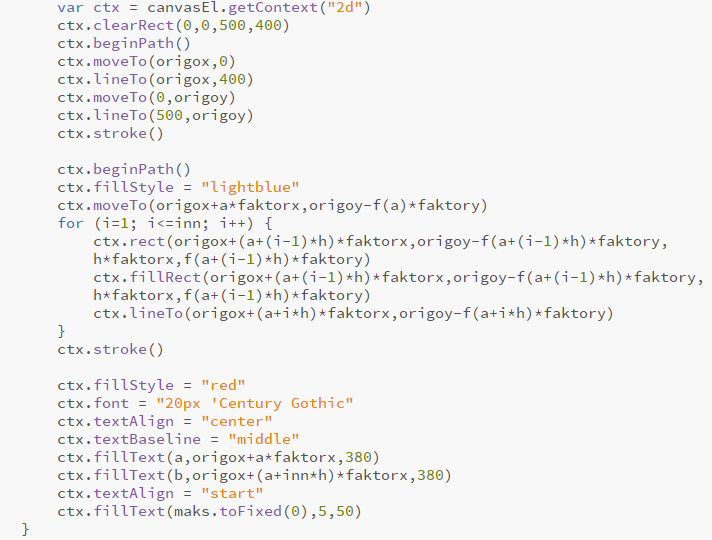 var ctx = canvasEl.getContext("2d")
ctx.clearRect(0,0,500,400)
ctx.beginPath()
ctx.moveTo(origox,0)
ctx.lineTo(origox,400)
ctx.moveTo(0,origoy)
ctx.lineTo(500,origoy)
ctx.stroke()

ctx.beginPath()
ctx.fillStyle = "lightblue"
ctx.moveTo(origox+a*faktorx,origoy-f(a)*faktory)
for (i=1; i<=inn; i++) {
    ctx.rect(origox+(a+(i-1)*h)*faktorx,origoy-f(a+(i-1)*h)*faktory,
    h*faktorx,f(a+(i-1)*h)*faktory)
    ctx.fillRect(origox+(a+(i-1)*h)*faktorx,origoy-f(a+(i-1)*h)*faktory,
    h*faktorx,f(a+(i-1)*h)*faktory)
    ctx.lineTo(origox+(a+i*h)*faktorx,origoy-f(a+i*h)*faktory)
}
ctx.stroke()

ctx.fillStyle = "red"
ctx.font = "20px 'Century Gothic"
ctx.textAlign = "center"
ctx.textBaseline = "middle"
ctx.fillText(a,origox+a*faktorx,380)
ctx.fillText(b,origox+(a+inn*h)*faktorx,380)
ctx.textAlign = "start"
ctx.fillText(maks.toFixed(0),5,50)
}